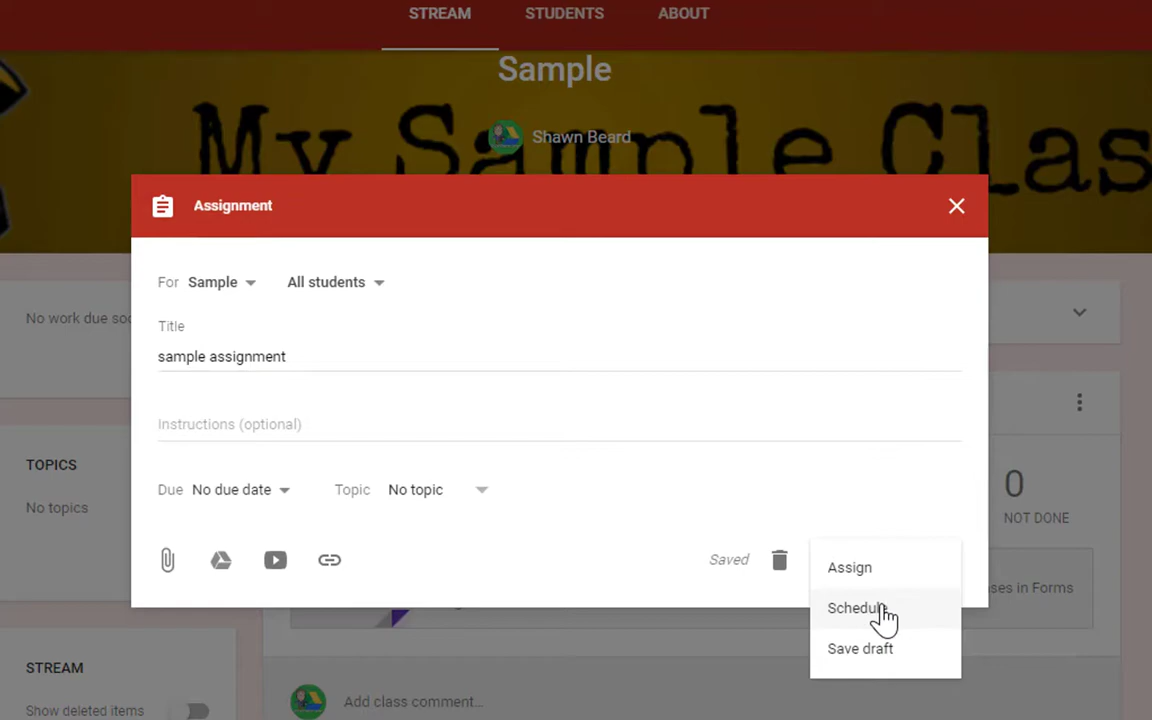 STREAM STUDENTS ABOUT
Sample
My Sample Clas
Shawn Beard
Assignment
For Sample All students
Title
sample assignment
Instructions (optional)
Due No due date Topic No topic
Saved
Assign
Schedule
Save draft
No work due soo
TOPICS
No topics
STREAM
Show deleted items
0
NOT DONE
ses in Forms
Add class comment...